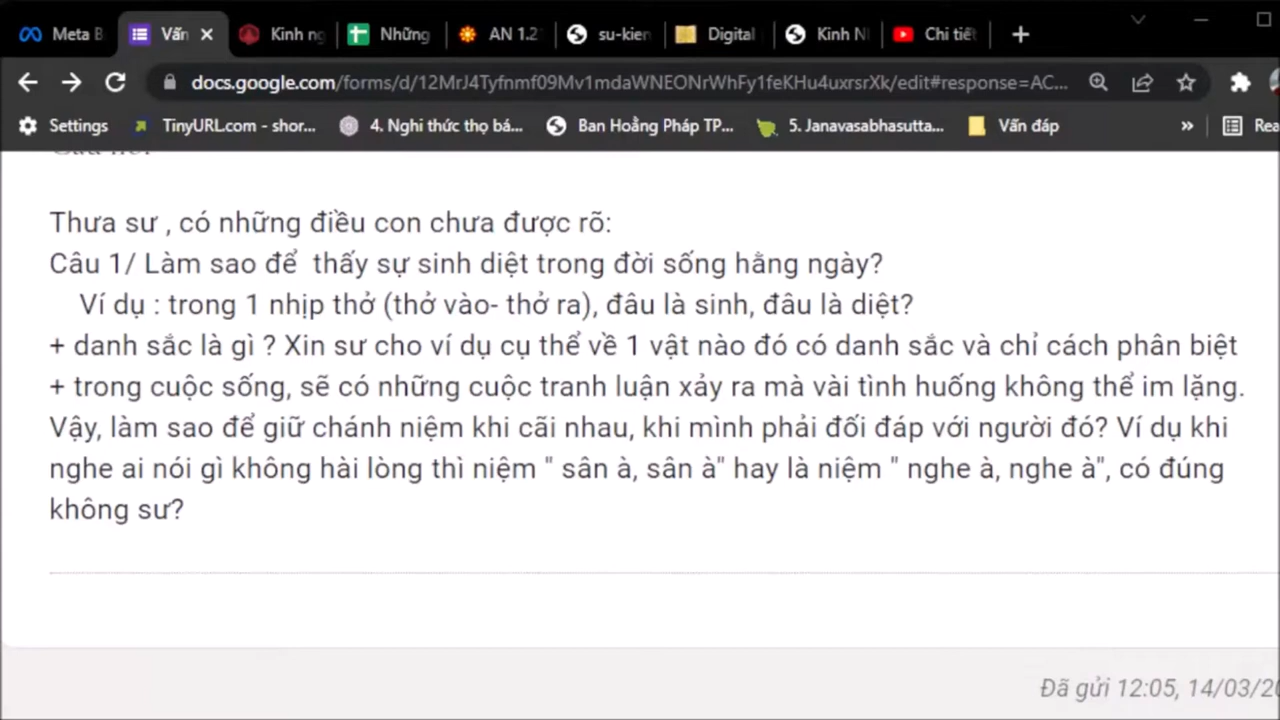 Meta B
Vấn
Kinh ng
Những
AN 1.2
su-kien
Digital
Kinh N
Chi tiết
docs.google.com/forms/d/12MrJ4Tyfnmf09Mv1mdaWNEONrWhFy1feKHu4uxrsrXk/edit#response=AC...
Settings
TinyURL.com - shor...
4. Nghi thức thọ bá...
Ban Hoằng Pháp TP...
5. Janavasabhasutta...
Vấn đáp
»
Rea
Thưa sư , có những điều con chưa được rõ:
Câu 1/ Làm sao để  thấy sự sinh diệt trong đời sống hằng ngày?
Ví dụ : trong 1 nhịp thở (thở vào- thở ra), đâu là sinh, đâu là diệt?
+ danh sắc là gì ? Xin sư cho ví dụ cụ thể về 1 vật nào đó có danh sắc và chỉ cách phân biệt
+ trong cuộc sống, sẽ có những cuộc tranh luận xảy ra mà vài tình huống không thể im lặng.
Vậy, làm sao để giữ chánh niệm khi cãi nhau, khi mình phải đối đáp với người đó? Ví dụ khi
nghe ai nói gì không hài lòng thì niệm " sân à, sân à" hay là niệm " nghe à, nghe à", có đúng
không sư?
Đã gửi 12:05, 14/03/20